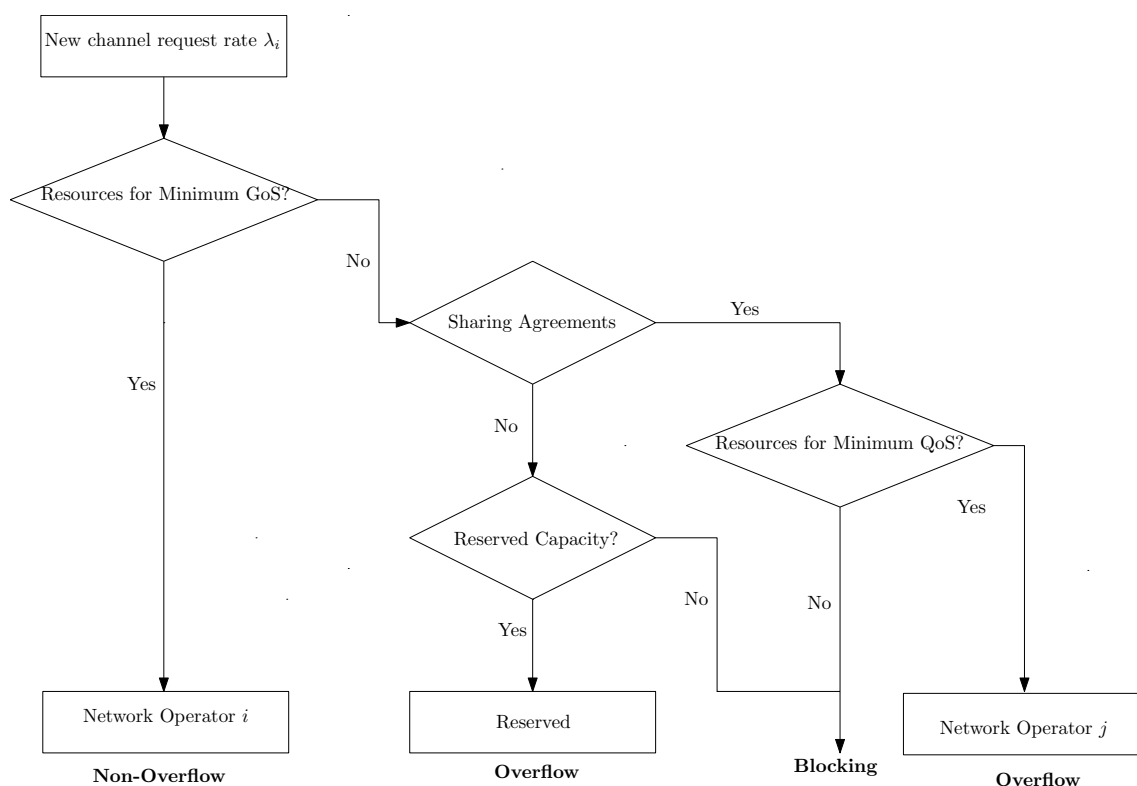 New channel request rate λi
Resources for Minimum GoS?
No
Sharing Agreements
Yes
Yes
No
Resources for Minimum QoS?
Yes
Reserved Capacity?
No
No
Yes
Network Operator i
Reserved
Network Operator j
Non-Overflow
Overflow
Blocking
Overflow